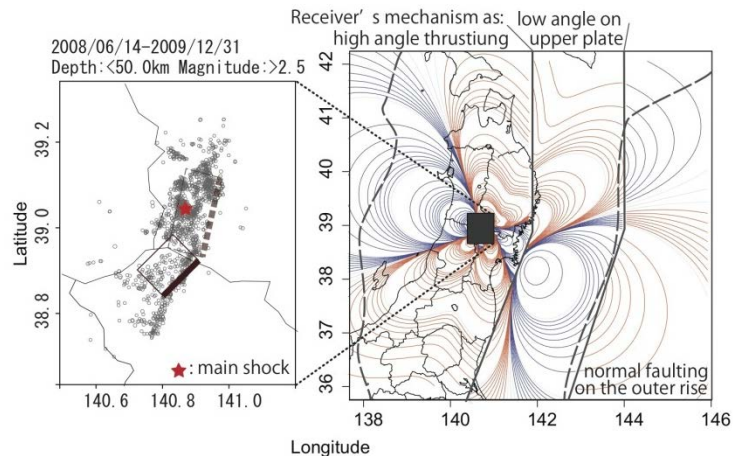 Receiver's mechanism as:
high angle thrustiung
low angle on
upper plate
2008/06/14-2009/12/31
Depth:<50.0km Magnitude:>2.5
39.2
39.0
38.8
Latitude
140.6 140.8 141.0
★: main shock
42
41
40
39
38
37
36
normal faulting
on the outer rise
138 140 142 144 146
Longitude